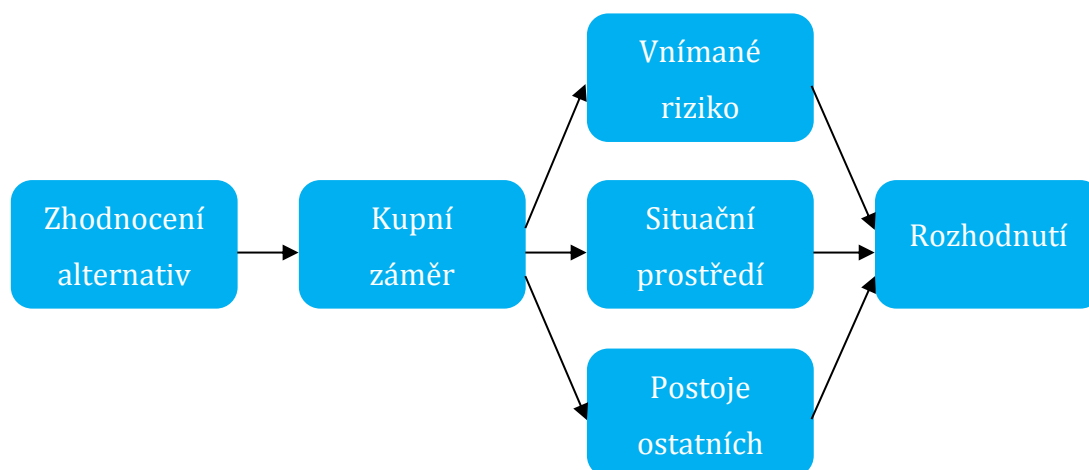 Zhodnocení
alternativ
Kupní
záměr
Vnímané
riziko
Situační
prostředí
Postoje
ostatních
Rozhodnutí